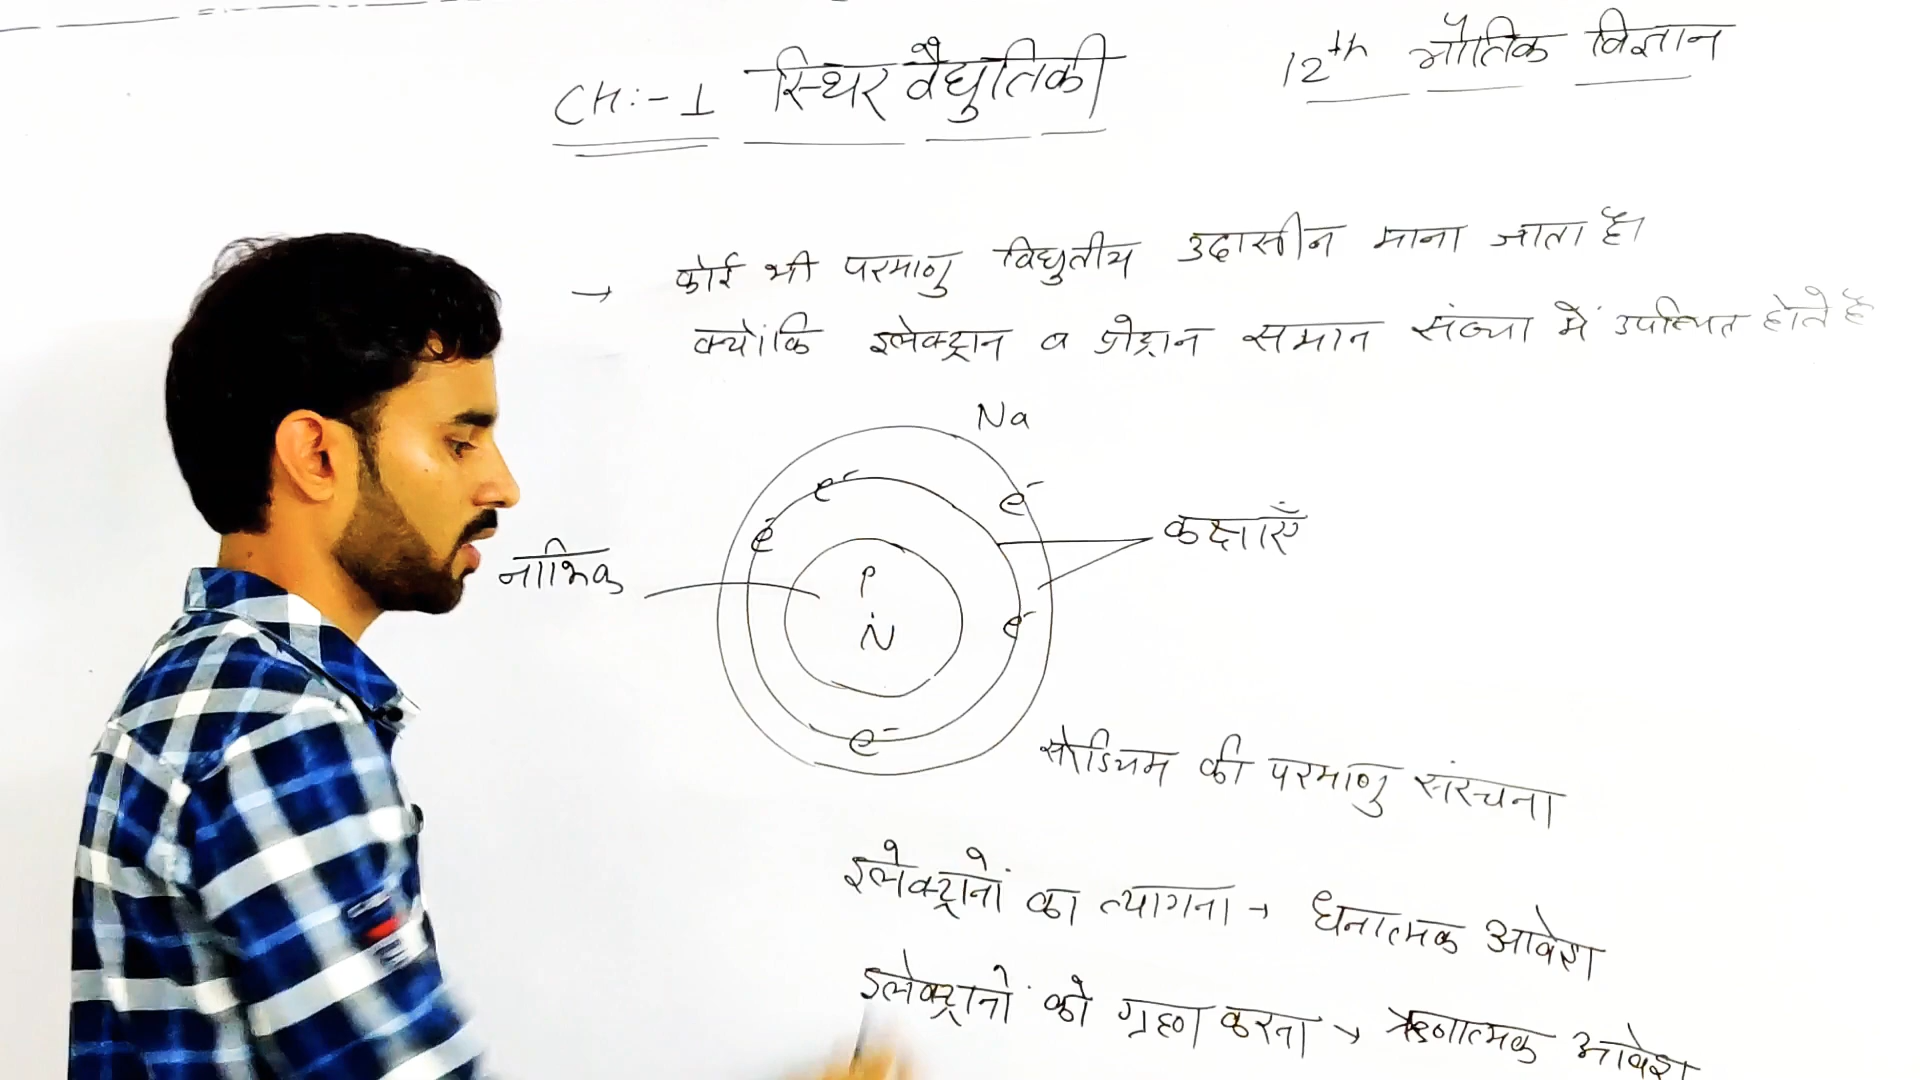 CH:-1 स्थिर वैद्युतिकी
12th भौतिक विज्ञान
→ कोई भी परमाणु विद्युतीय उदासीन माना जाता है।
क्योंकि इलेक्ट्रान व प्रोट्रान समान संख्या में उपस्थित होते है
Na
e-
e-
e-
कक्षाएँ
नाभिक
P
N
e-
e-
सोडियम की परमाणु संरचना
इलेक्ट्रोनों का त्यागना → धनात्मक आवेश
इलेक्ट्रानों को ग्रहण करना → ऋणात्मक आवेश